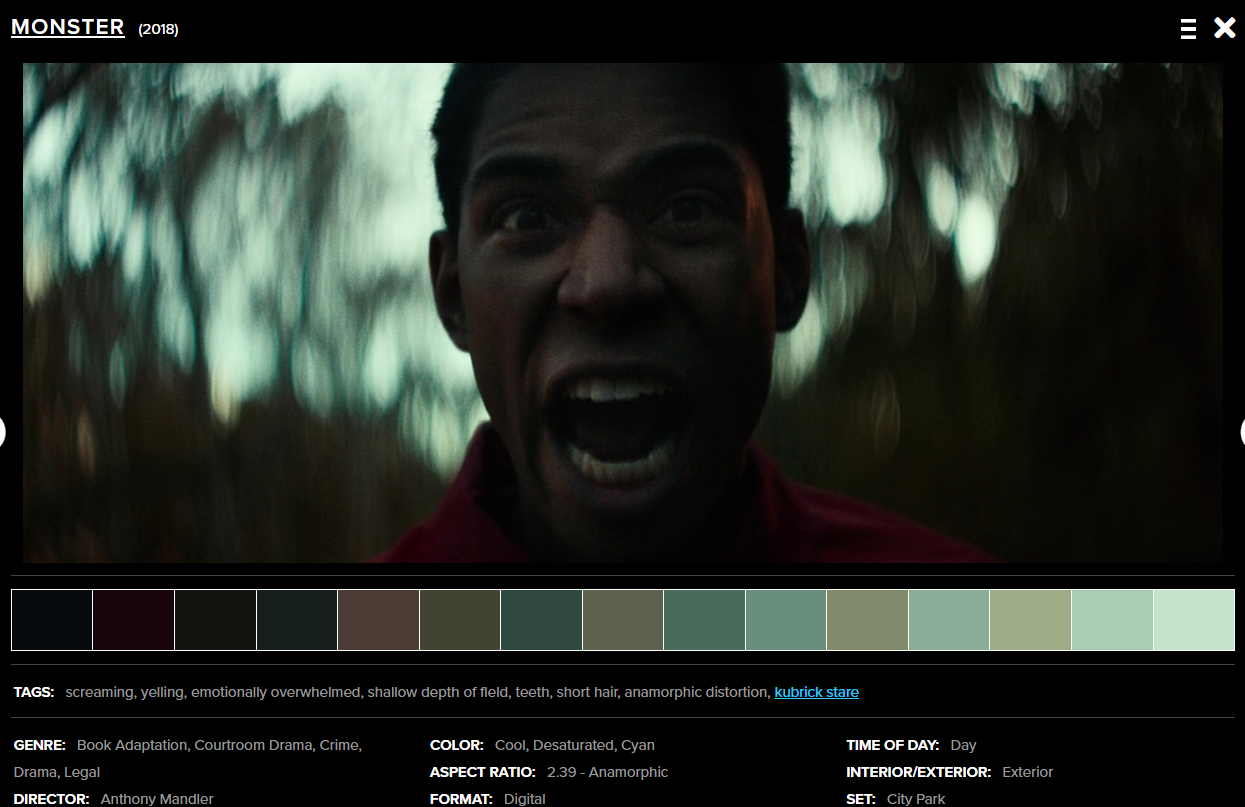 MONSTER (2018)
TAGS: screaming, yelling, emotionally overwhelmed, shallow depth of field, teeth, short hair, anamorphic distortion, kubrick stare
GENRE: Book Adaptation, Courtroom Drama, Crime,
Drama, Legal
DIRECTOR: Anthony Mandler
COLOR: Cool, Desaturated, Cyan
ASPECT RATIO: 2.39 - Anamorphic
FORMAT: Digital
TIME OF DAY: Day
INTERIOR/EXTERIOR: Exterior
SET: City Park